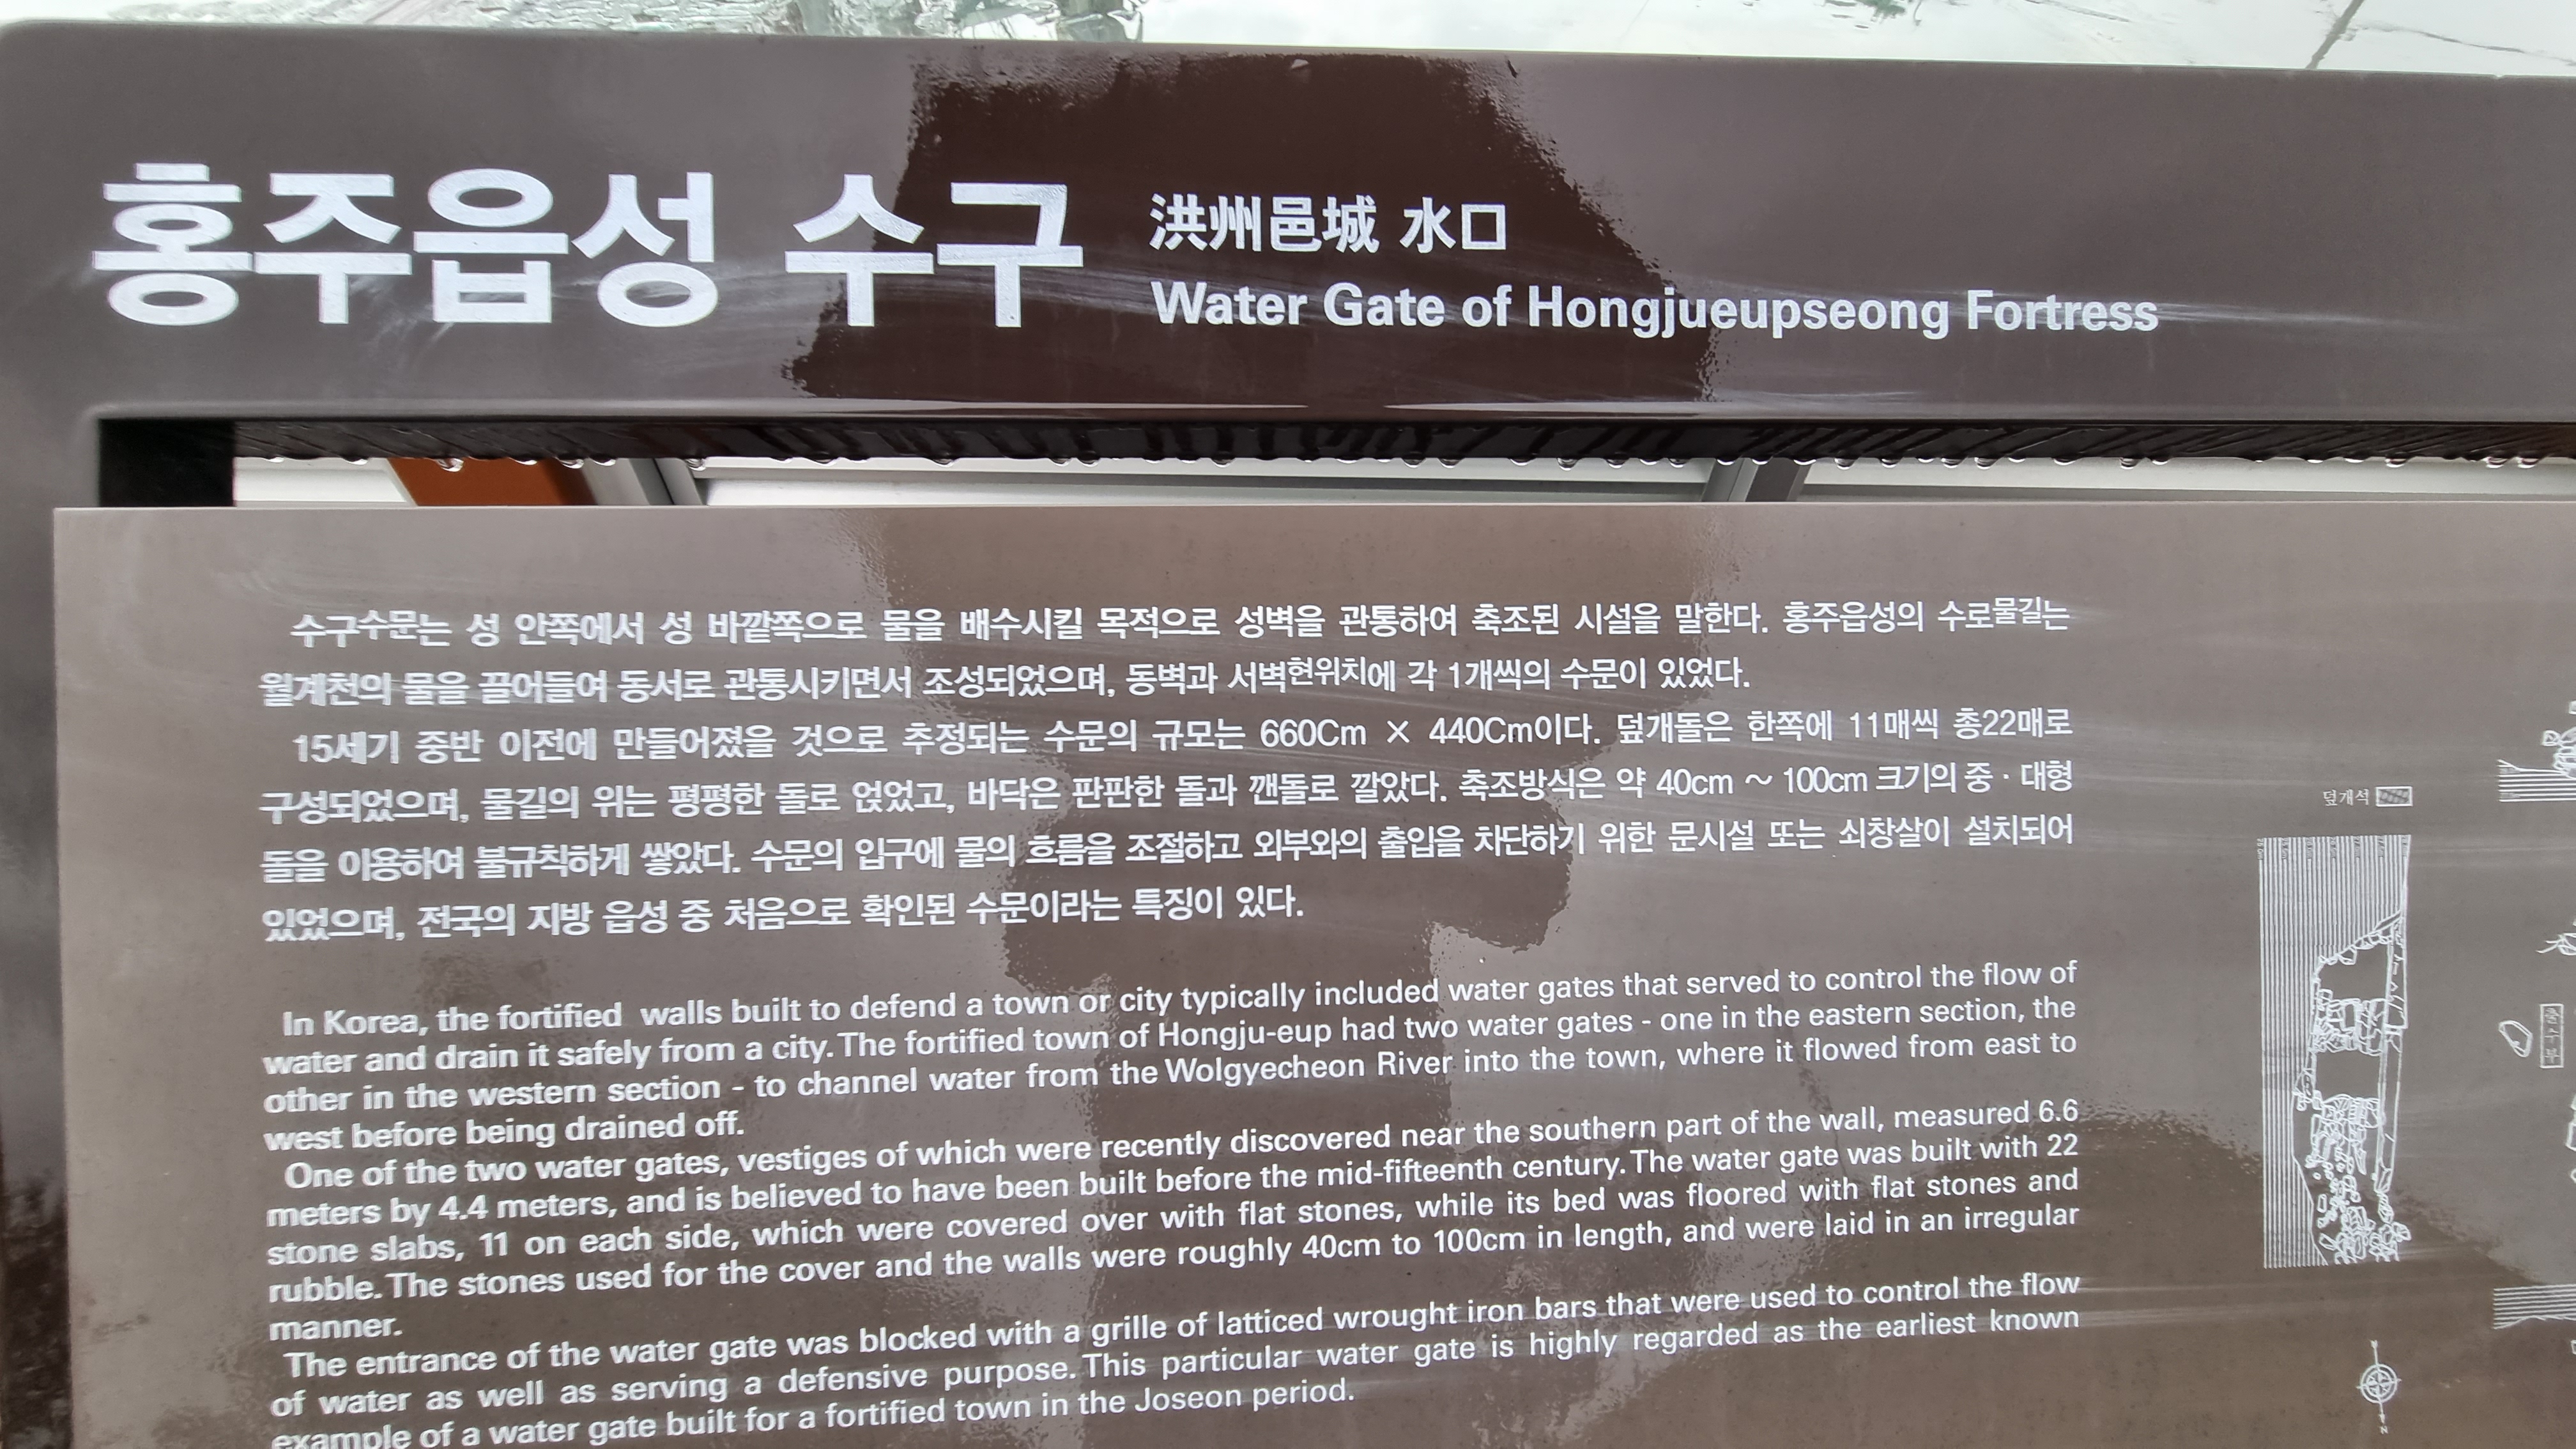 홍주읍성 수구
洪州邑城 水口
Water Gate of Hongjueupseong Fortress
수구수문는 성 안쪽에서 성 바깥쪽으로 물을 배수시킬 목적으로 성벽을 관통하여 축조된 시설을 말한다. 홍주읍성의 수로물길는
월계천의 물을 끌어들여 동서로 관통시키면서 조성되었으며, 동벽과 서벽현위치에 각 1개씩의 수문이 있었다.
15세기 중반 이전에 만들어졌을 것으로 추정되는 수문의 규모는 660Cm × 440Cm이다. 덮개돌은 한쪽에 11매씩 총22매로
구성되었으며, 물길의 위는 평평한 돌로 얹었고, 바닥은 판판한 돌과 깬돌로 깔았다. 축조방식은 약 40cm ~ 100cm 크기의 중 · 대형
돌을 이용하여 불규칙하게 쌓았다. 수문의 입구에 물의 흐름을 조절하고 외부와의 출입을 차단하기 위한 문시설 또는 쇠창살이 설치되어
있었으며, 전국의 지방 읍성 중 처음으로 확인된 수문이라는 특징이 있다.
In Korea, the fortified walls built to defend a town or city typically included water gates that served to control the flow of
water and drain it safely from a city. The fortified town of Hongju-eup had two water gates - one in the eastern section, the
other in the western section - to channel water from the Wolgyecheon River into the town, where it flowed from east to
west before being drained off.
One of the two water gates, vestiges of which were recently discovered near the southern part of the wall, measured 6.6
meters by 4.4 meters, and is believed to have been built before the mid-fifteenth century. The water gate was built with 22
stone slabs, 11 on each side, which were covered over with flat stones, while its bed was floored with flat stones and
rubble. The stones used for the cover and the walls were roughly 40cm to 100cm in length, and were laid in an irregular
manner.
The entrance of the water gate was blocked with a grille of latticed wrought iron bars that were used to control the flow
of water as well as serving a defensive purpose. This particular water gate is highly regarded as the earliest known
example of a water gate built for a fortified town in the Joseon period.
덮개석
출수부
N